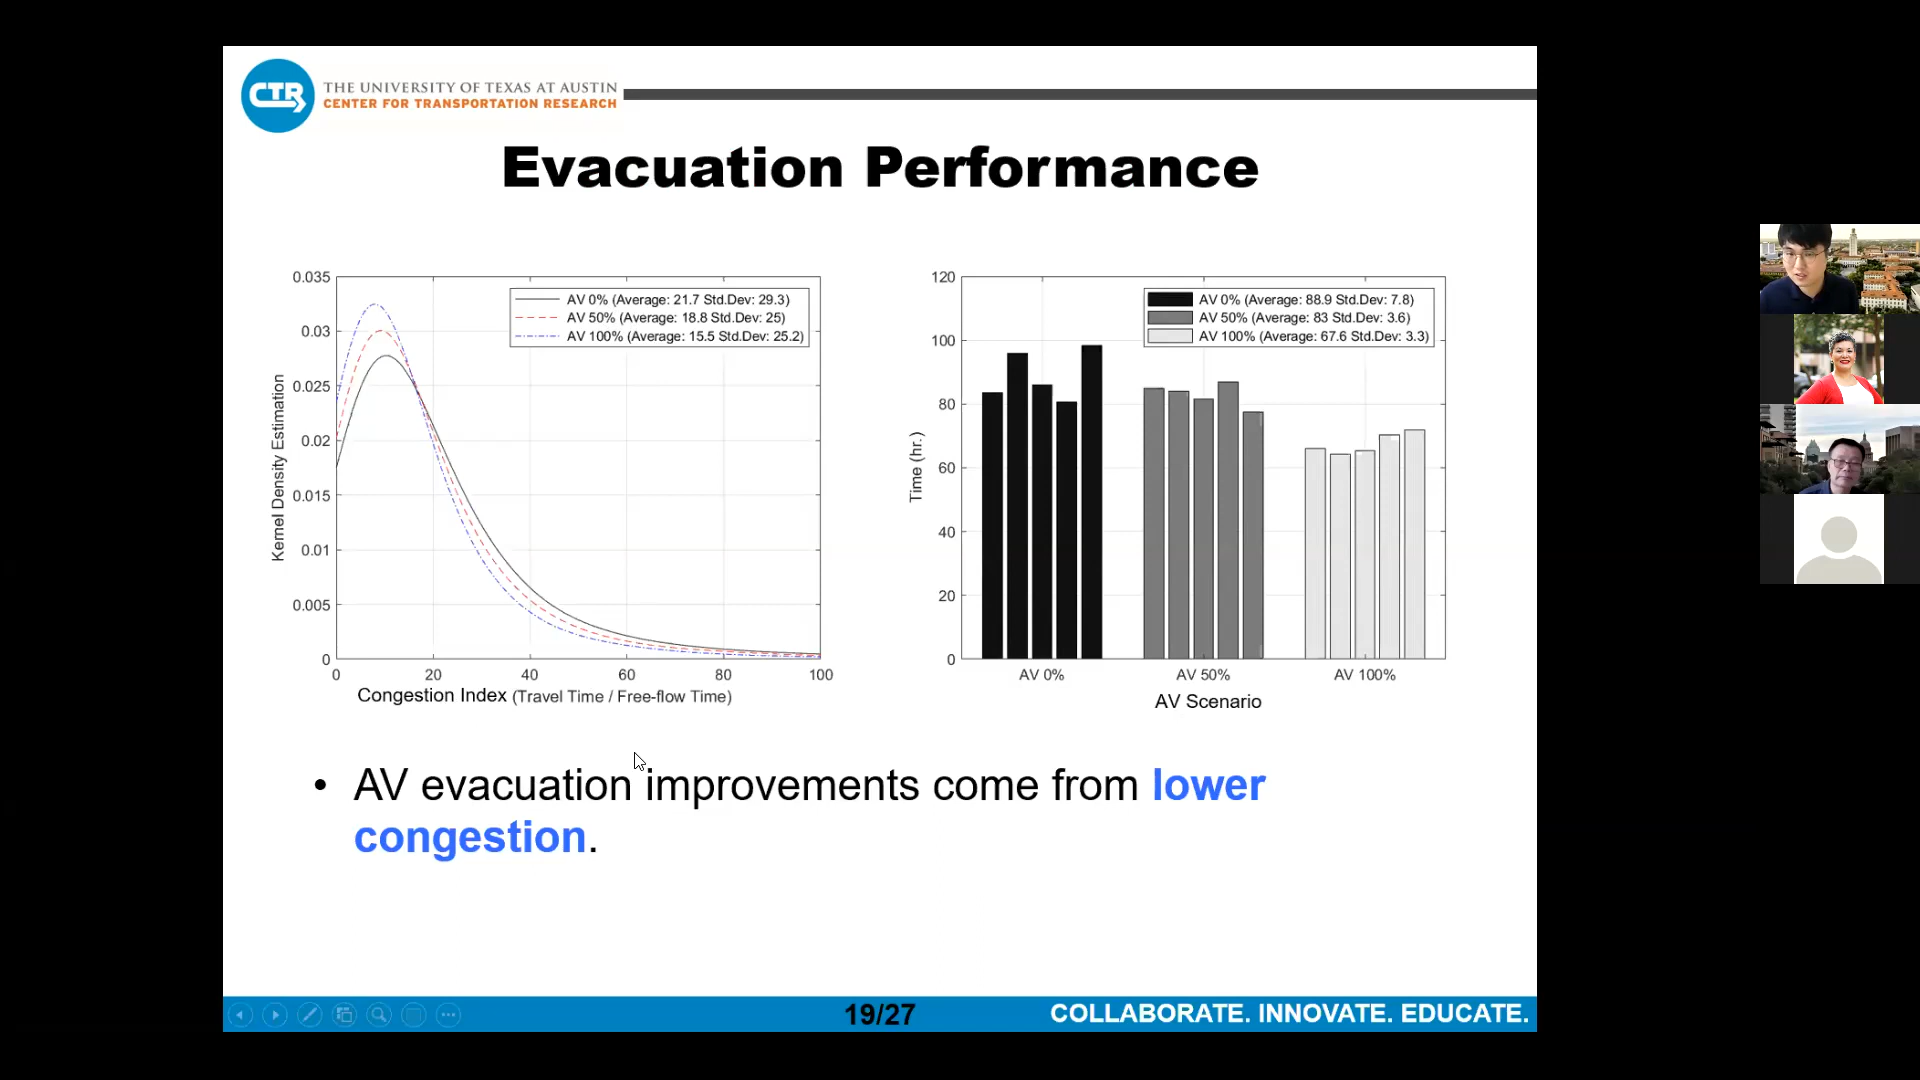 CTR
THE UNIVERSITY OF TEXAS AT AUSTIN
CENTER FOR TRANSPORTATION RESEARCH
Evacuation Performance
0.035
0.03
0.025
0.02
0.015
0.01
0.005
0
Kernel Density Estimation
AV 0% (Average: 21.7 Std.Dev: 29.3)
AV 50% (Average: 18.8 Std.Dev: 25)
AV 100% (Average: 15.5 Std.Dev: 25.2)
0 20 40 60 80 100
Congestion Index (Travel Time / Free-flow Time)
120
100
80
60
40
20
0
Time (hr.)
AV 0% (Average: 88.9 Std.Dev: 7.8)
AV 50% (Average: 83 Std.Dev: 3.6)
AV 100% (Average: 67.6 Std.Dev: 3.3)
AV 0% AV 50% AV 100%
AV Scenario
• AV evacuation improvements come from lower
congestion.
19/27
COLLABORATE. INNOVATE. EDUCATE.